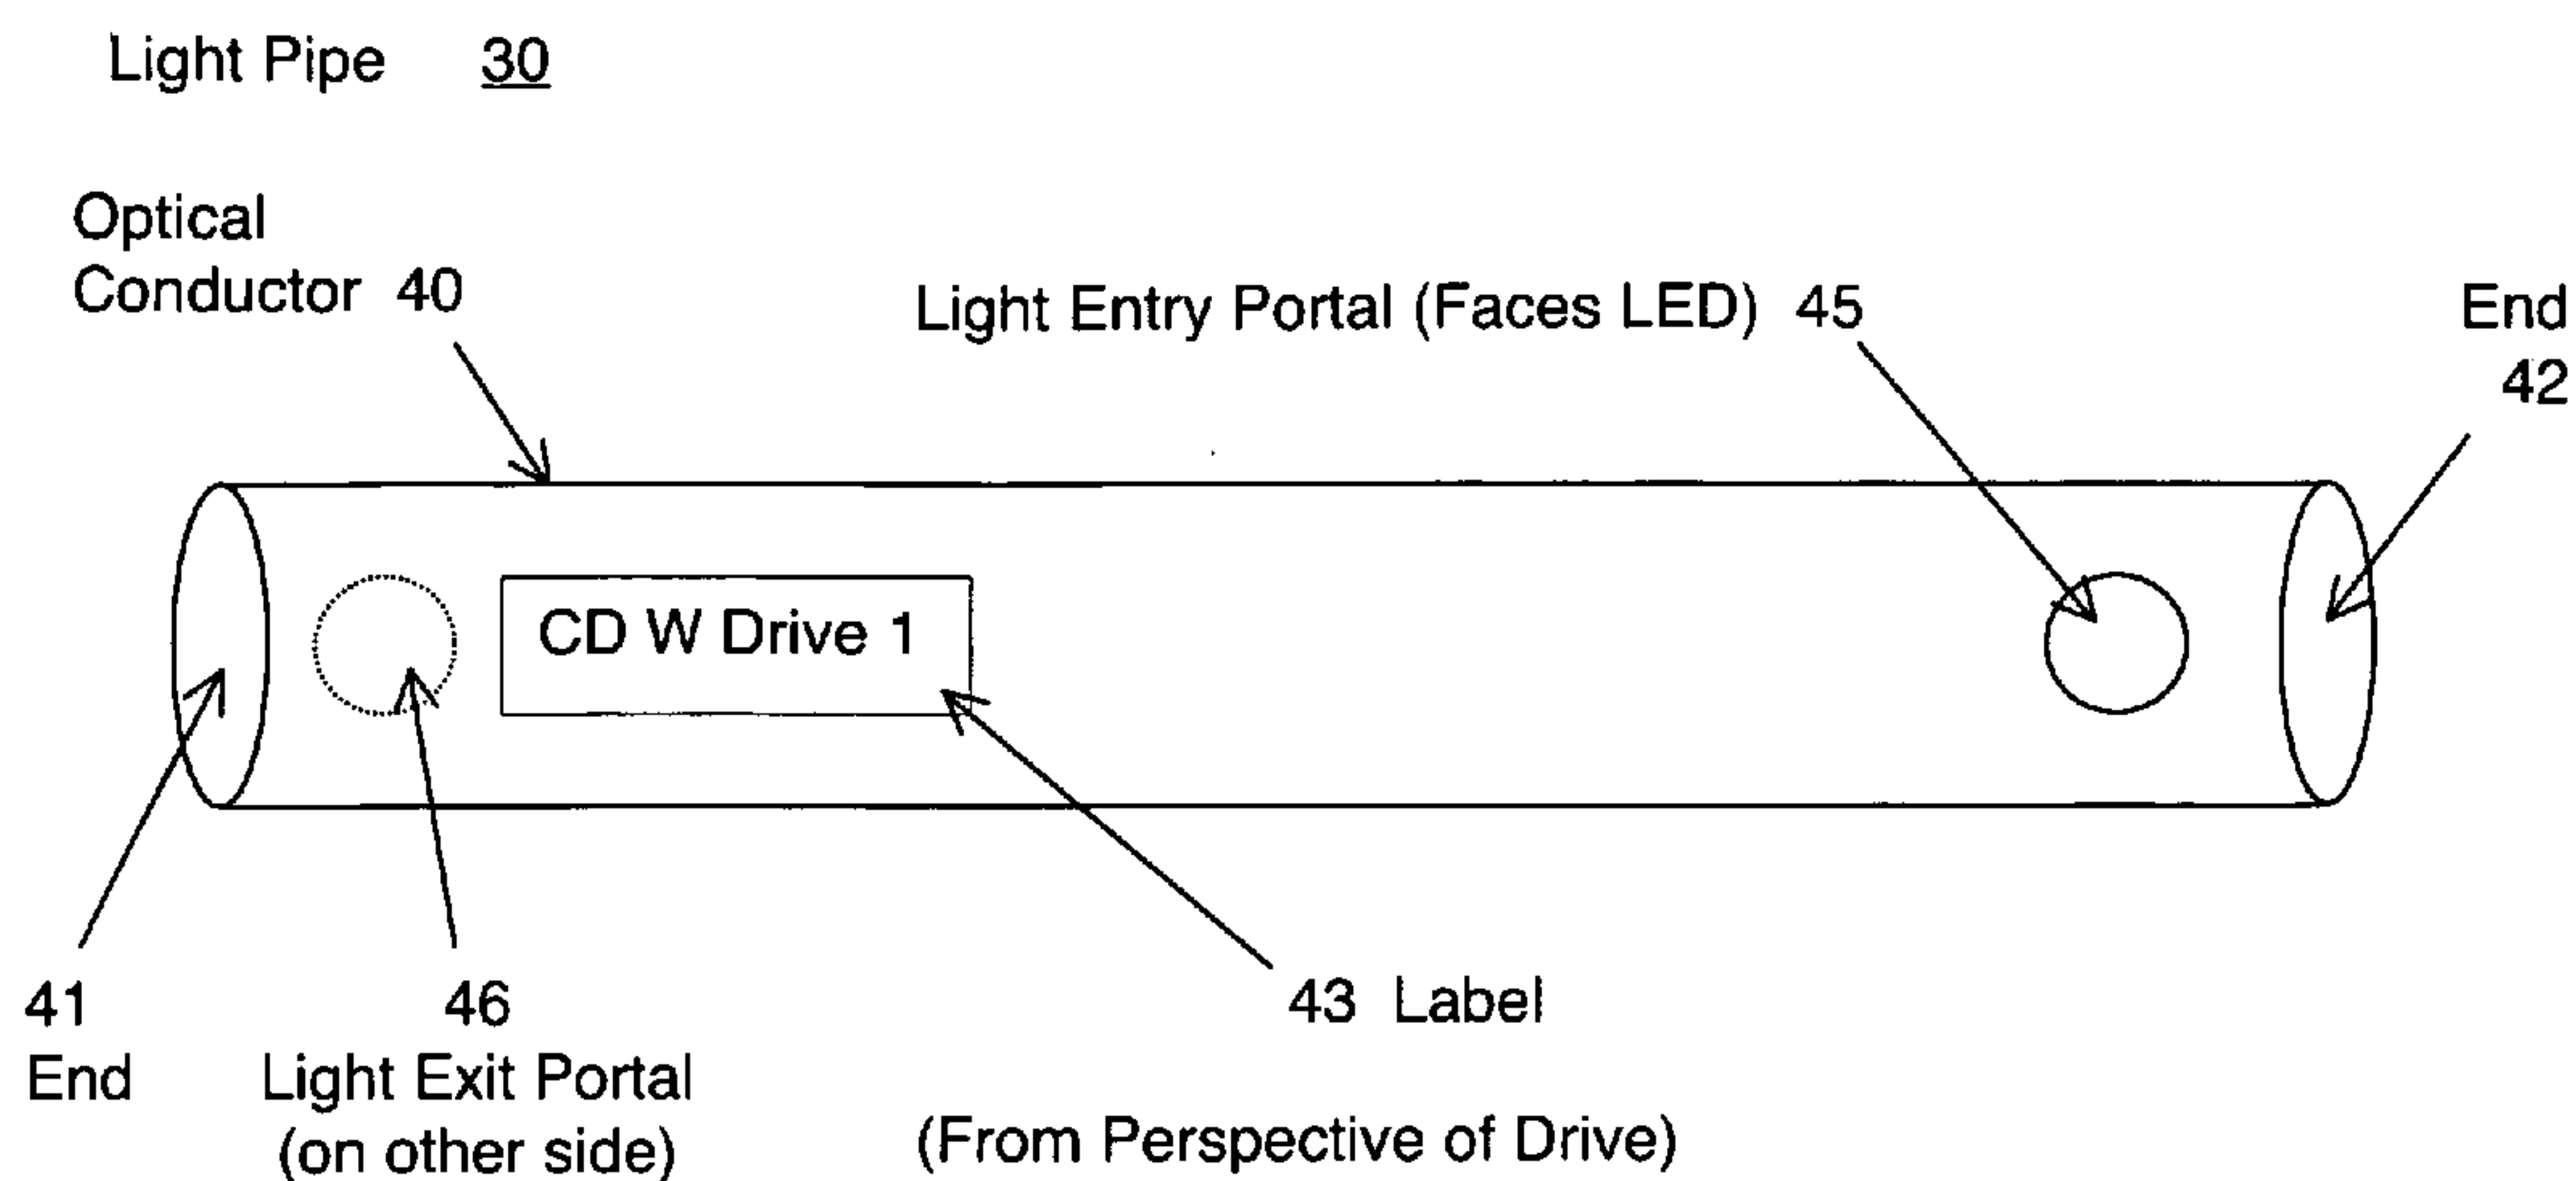 Light Pipe 30
Optical
Conductor 40
Light Entry Portal (Faces LED) 45
End
42
CD W Drive 1
41
End
46
Light Exit Portal
(on other side)
43 Label
(From Perspective of Drive)